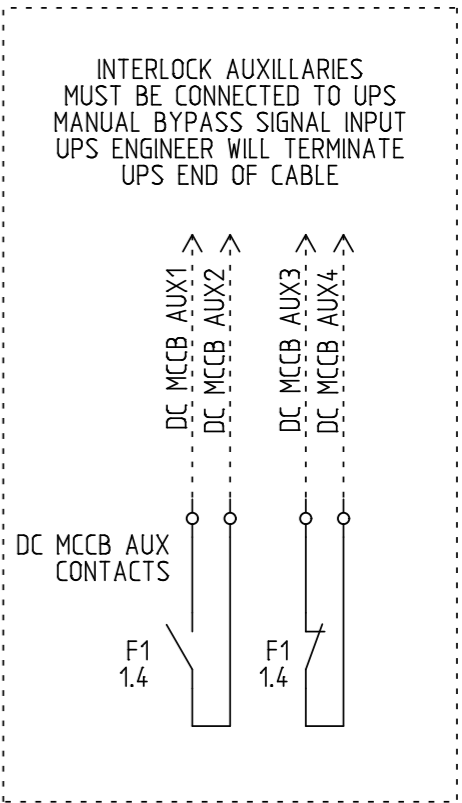 INTERLOCK AUXILLARIES
MUST BE CONNECTED TO UPS
MANUAL BYPASS SIGNAL INPUT
UPS ENGINEER WILL TERMINATE
UPS END OF CABLE
DC MCCB AUX1
DC MCCB AUX2
DC MCCB AUX3
DC MCCB AUX4
DC MCCB AUX
CONTACTS
F1
1.4
F1
1.4